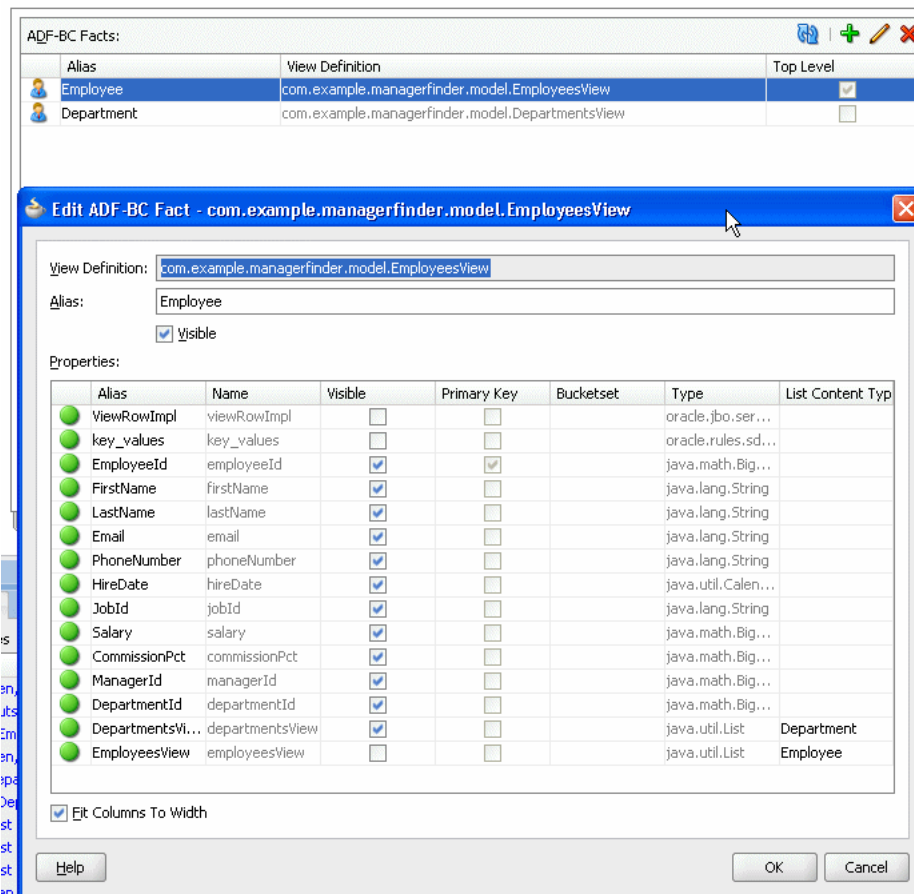 ADF-BC Facts:
Alias View Definition Top Level
Employee com.example.managerfinder.model.EmployeesView
Department com.example.managerfinder.model.DepartmentsView
Edit ADF-BC Fact - com.example.managerfinder.model.EmployeesView
View Definition: com.example.managerfinder.model.EmployeesView
Alias: Employee
Visible
Properties:
Alias Name Visible Primary Key Bucketset Type List Content Typ
ViewRowImpl viewRowImpl oracle.jbo.ser...
key_values key_values oracle.rules.sd...
EmployeeId employeeId java.math.Big...
FirstName firstName java.lang.String
LastName lastName java.lang.String
Email email java.lang.String
PhoneNumber phoneNumber java.lang.String
HireDate hireDate java.util.Calen...
JobId jobId java.lang.String
Salary salary java.math.Big...
CommissionPct commissionPct java.math.Big...
ManagerId managerId java.math.Big...
DepartmentId departmentId java.math.Big...
DepartmentsVi... departmentsView java.util.List Department
EmployeesView employeesView java.util.List Employee
Fit Columns To Width
Help OK Cancel